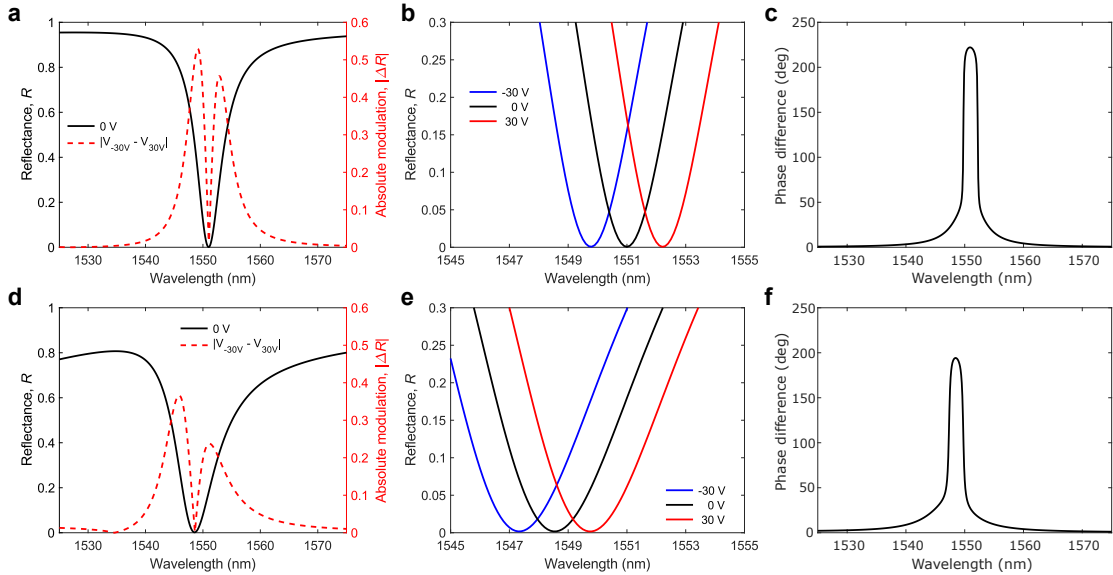 a
1
0.8
0.6
0.4
0.2
0
Reflectance, R
0 V
|V-30V - V30V|
0.6
0.5
0.4
0.3
0.2
0.1
0
Absolute modulation, |ΔR|
1530 1540 1550 1560 1570
Wavelength (nm)
b
0.3
0.25
0.2
0.15
0.1
0.05
0
Reflectance, R
-30 V
0 V
30 V
1545 1547 1549 1551 1553 1555
Wavelength (nm)
c
250
200
150
100
50
0
Phase difference (deg)
1530 1540 1550 1560 1570
Wavelength (nm)
d
1
0.8
0.6
0.4
0.2
0
Reflectance, R
0 V
|V-30V - V30V|
0.6
0.5
0.4
0.3
0.2
0.1
0
Absolute modulation, |ΔR|
1530 1540 1550 1560 1570
Wavelength (nm)
e
0.3
0.25
0.2
0.15
0.1
0.05
0
Reflectance, R
-30 V
0 V
30 V
1545 1547 1549 1551 1553 1555
Wavelength (nm)
f
250
200
150
100
50
0
Phase difference (deg)
1530 1540 1550 1560 1570
Wavelength (nm)